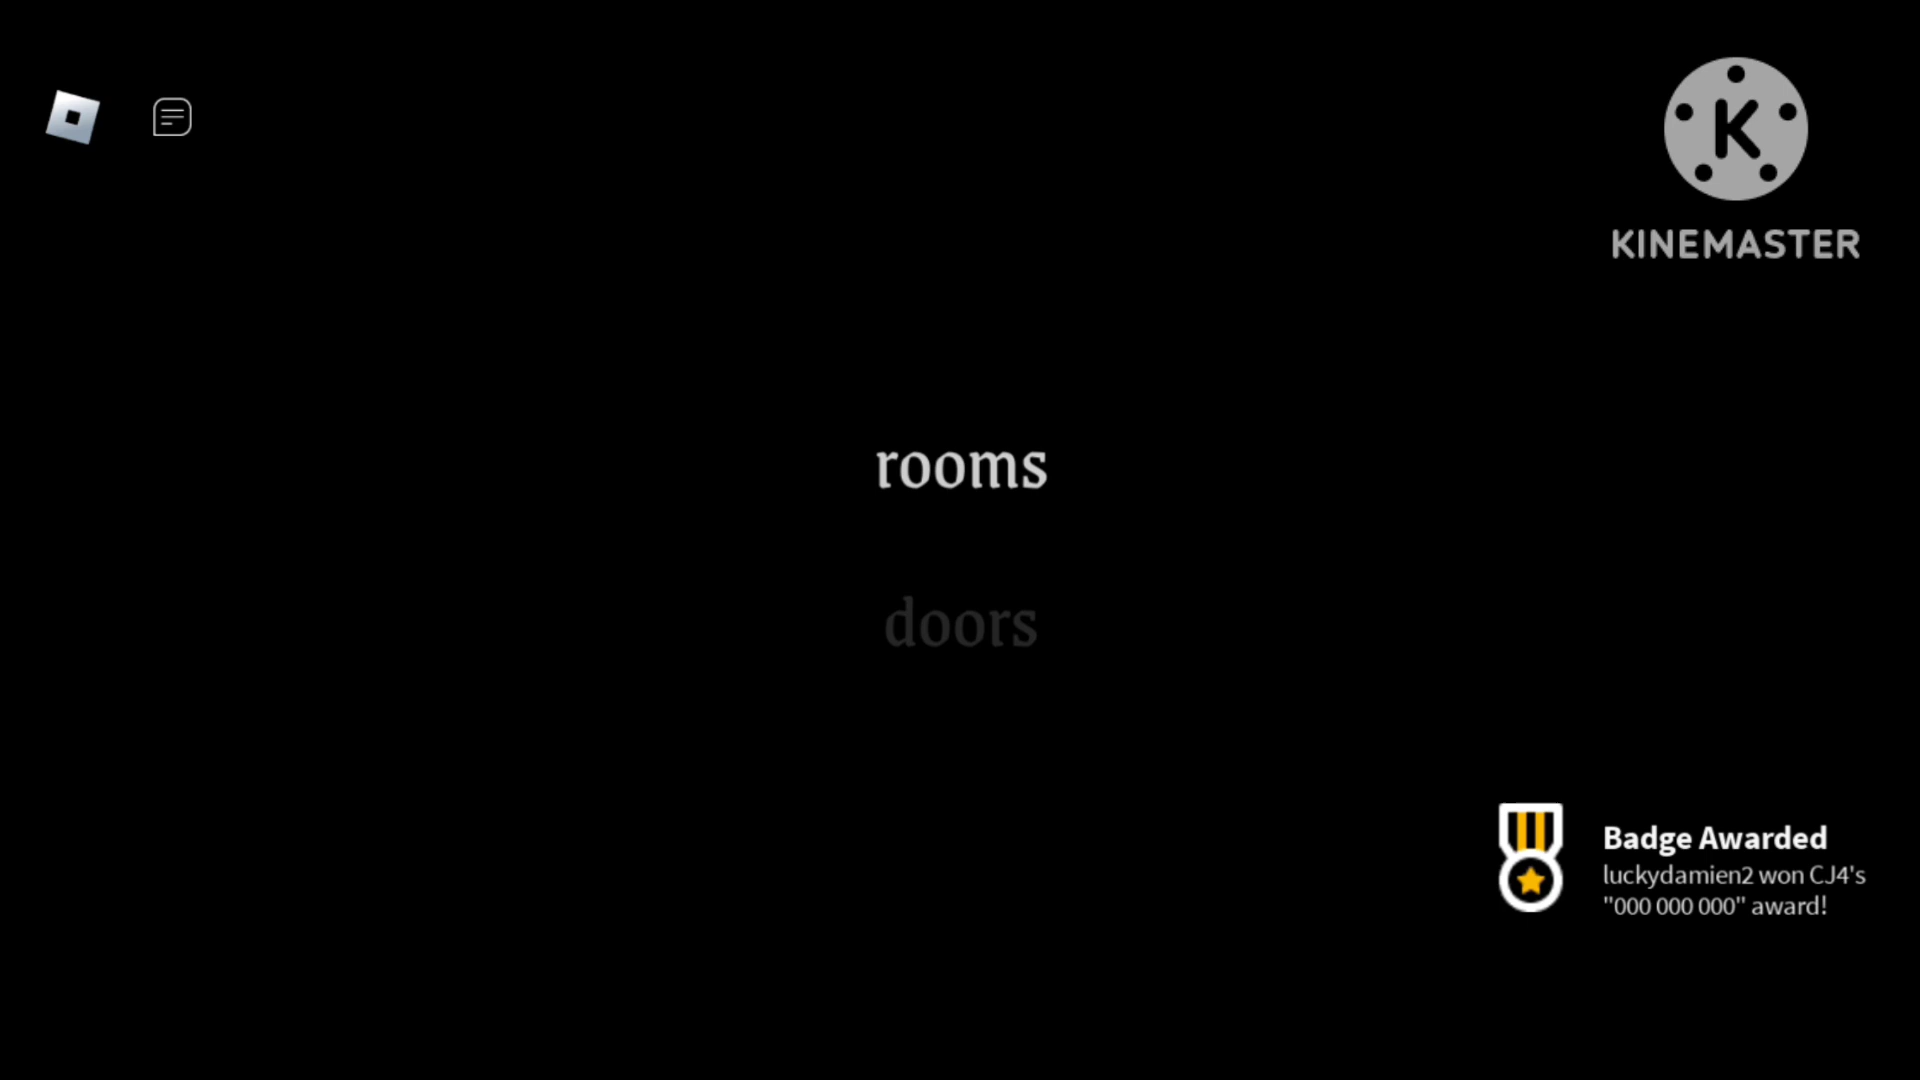 K
KINEMASTER
rooms
doors
Badge Awarded
luckydamien2 won CJ4's
"000 000 000" award!